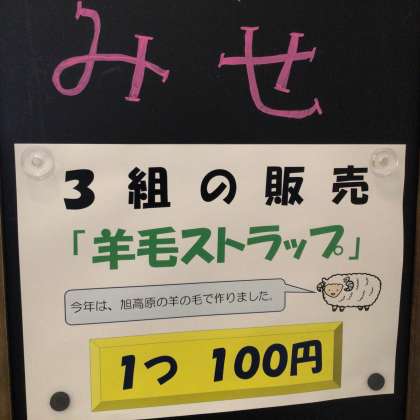 みせ
3組の販売
「羊毛ストラップ」
今年は、旭高原の羊の毛で作りました。
1つ 100円